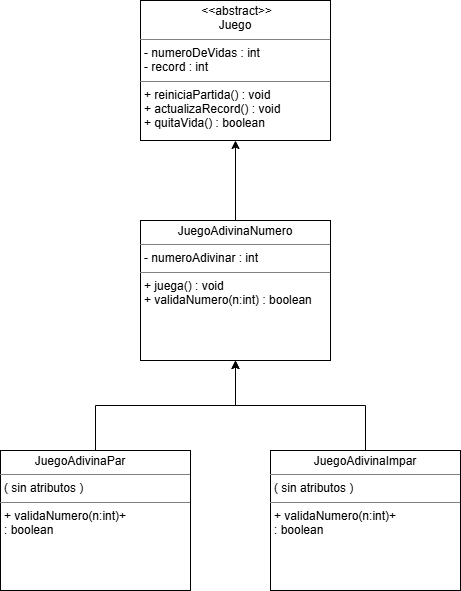 <<abstract>>
Juego
- numeroDeVidas : int
- record : int
+ reiniciaPartida() : void
+ actualizaRecord() : void
+ quitaVida() : boolean
JuegoAdivinaNumero
- numeroAdivinar : int
+ juega() : void
+ validaNumero(n:int) : boolean
JuegoAdivinaPar
( sin atributos )
+ validaNumero(n:int)+
: boolean
JuegoAdivinaImpar
( sin atributos )
+ validaNumero(n:int)+
: boolean